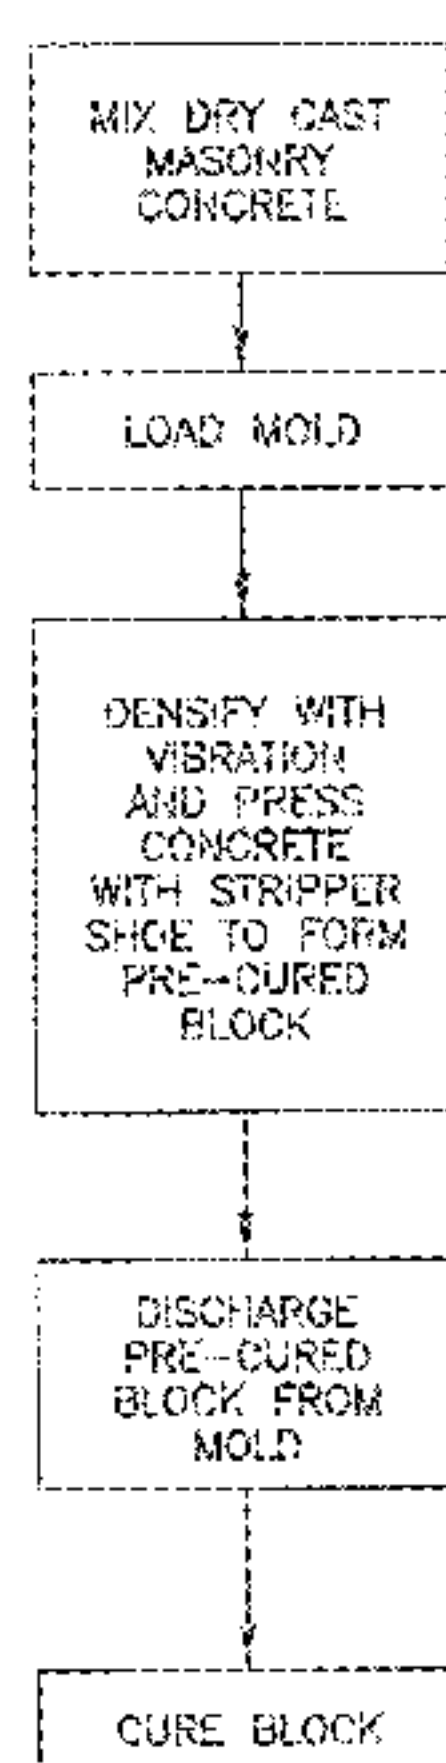 MIX DRY CAST
MASONRY
CONCRETE
LOAD MOLD
DENSIFY WITH
VIBRATION
AND PRESS
CONCRETE
WITH STRIPPER
SHOE TO FORM
PRE-CURED
BLOCK
DISCHARGE
PRE-CURED
BLOCK FROM
MOLD
CURE BLOCK